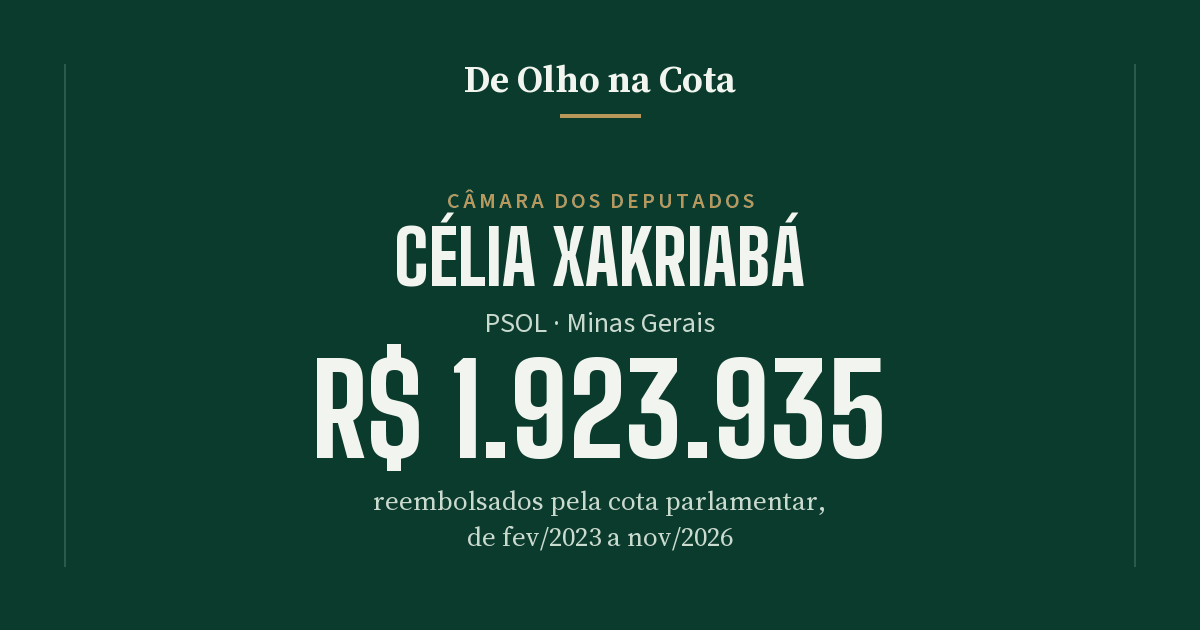 De Olho na Cota
CÂMARA DOS DEPUTADOS
CÉLIA XAKRIABÁ
PSOL · Minas Gerais
R$ 1.923.935
reembolsados pela cota parlamentar,
de fev/2023 a nov/2026